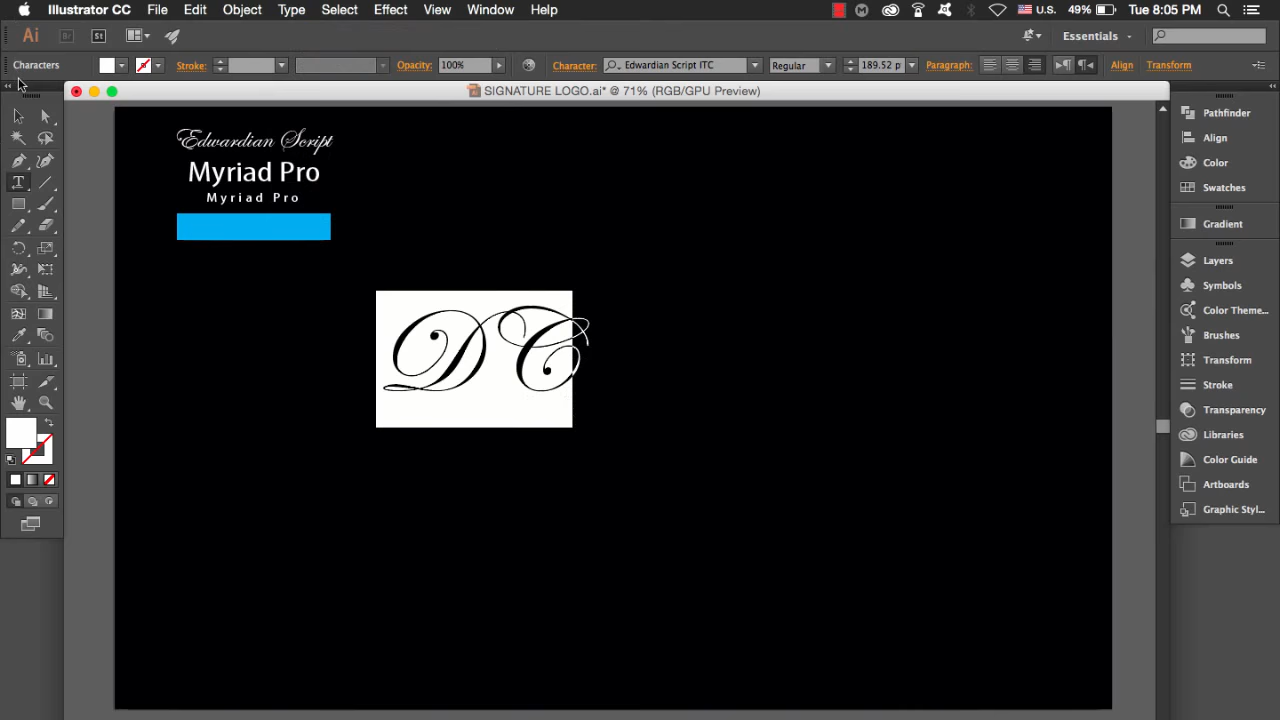 Illustrator CC File Edit Object Type Select Effect View Window Help U.S. 49% Tue 8:05 PM
Ai Br St Essentials
Characters Stroke: Opacity: 100% Character: Edwardian Script ITC Regular 189.52 p Paragraph: Align Transform
SIGNATURE LOGO.ai* @ 71% (RGB/GPU Preview)
Edwardian Script
Myriad Pro
Myriad Pro
DC
Pathfinder
Align
Color
Swatches
Gradient
Layers
Symbols
Color Theme...
Brushes
Transform
Stroke
Transparency
Libraries
Color Guide
Artboards
Graphic Styl...